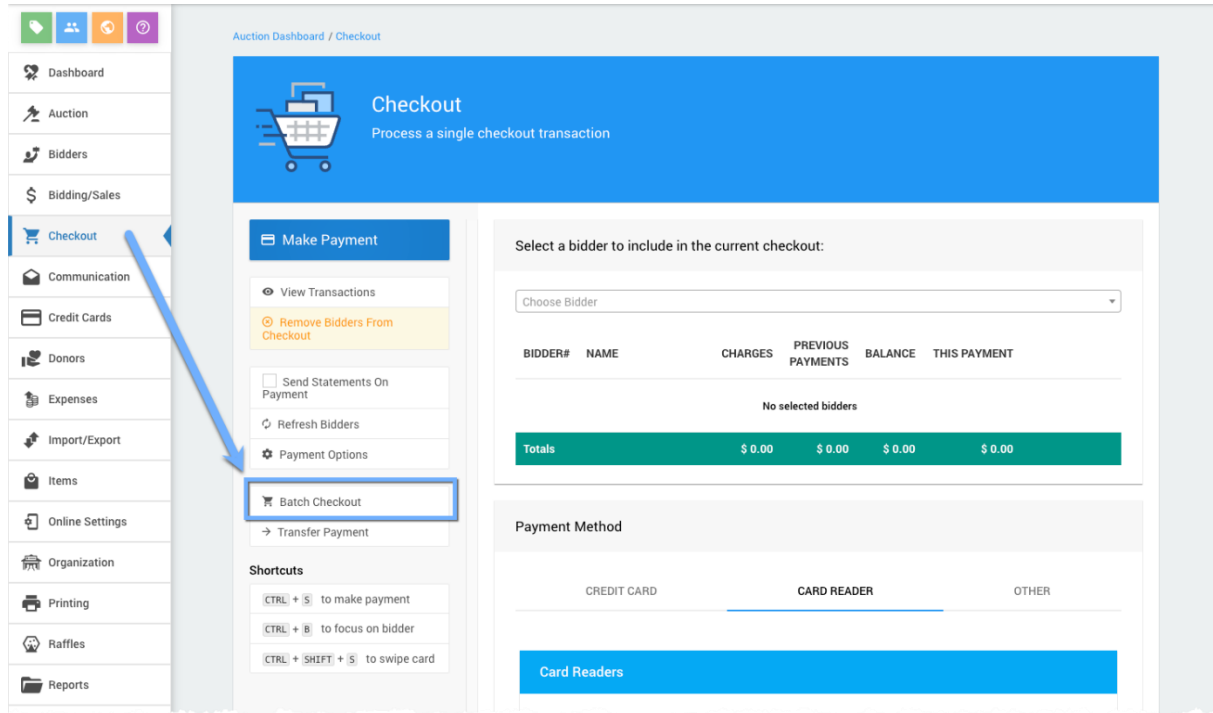 Auction Dashboard / Checkout
Dashboard
Auction
Bidders
Bidding/Sales
Checkout
Communication
Credit Cards
Donors
Expenses
Import/Export
Items
Online Settings
Organization
Printing
Raffles
Reports
Checkout
Process a single checkout transaction
Make Payment
View Transactions
Remove Bidders From
Checkout
Send Statements On
Payment
Refresh Bidders
Payment Options
Batch Checkout
Transfer Payment
Shortcuts
CTRL + S to make payment
CTRL + B to focus on bidder
CTRL + SHIFT + S to swipe card
Select a bidder to include in the current checkout:
Choose Bidder
BIDDER# NAME CHARGES PREVIOUS PAYMENTS BALANCE THIS PAYMENT
No selected bidders
Totals $ 0.00 $ 0.00 $ 0.00 $ 0.00
Payment Method
CREDIT CARD CARD READER OTHER
Card Readers